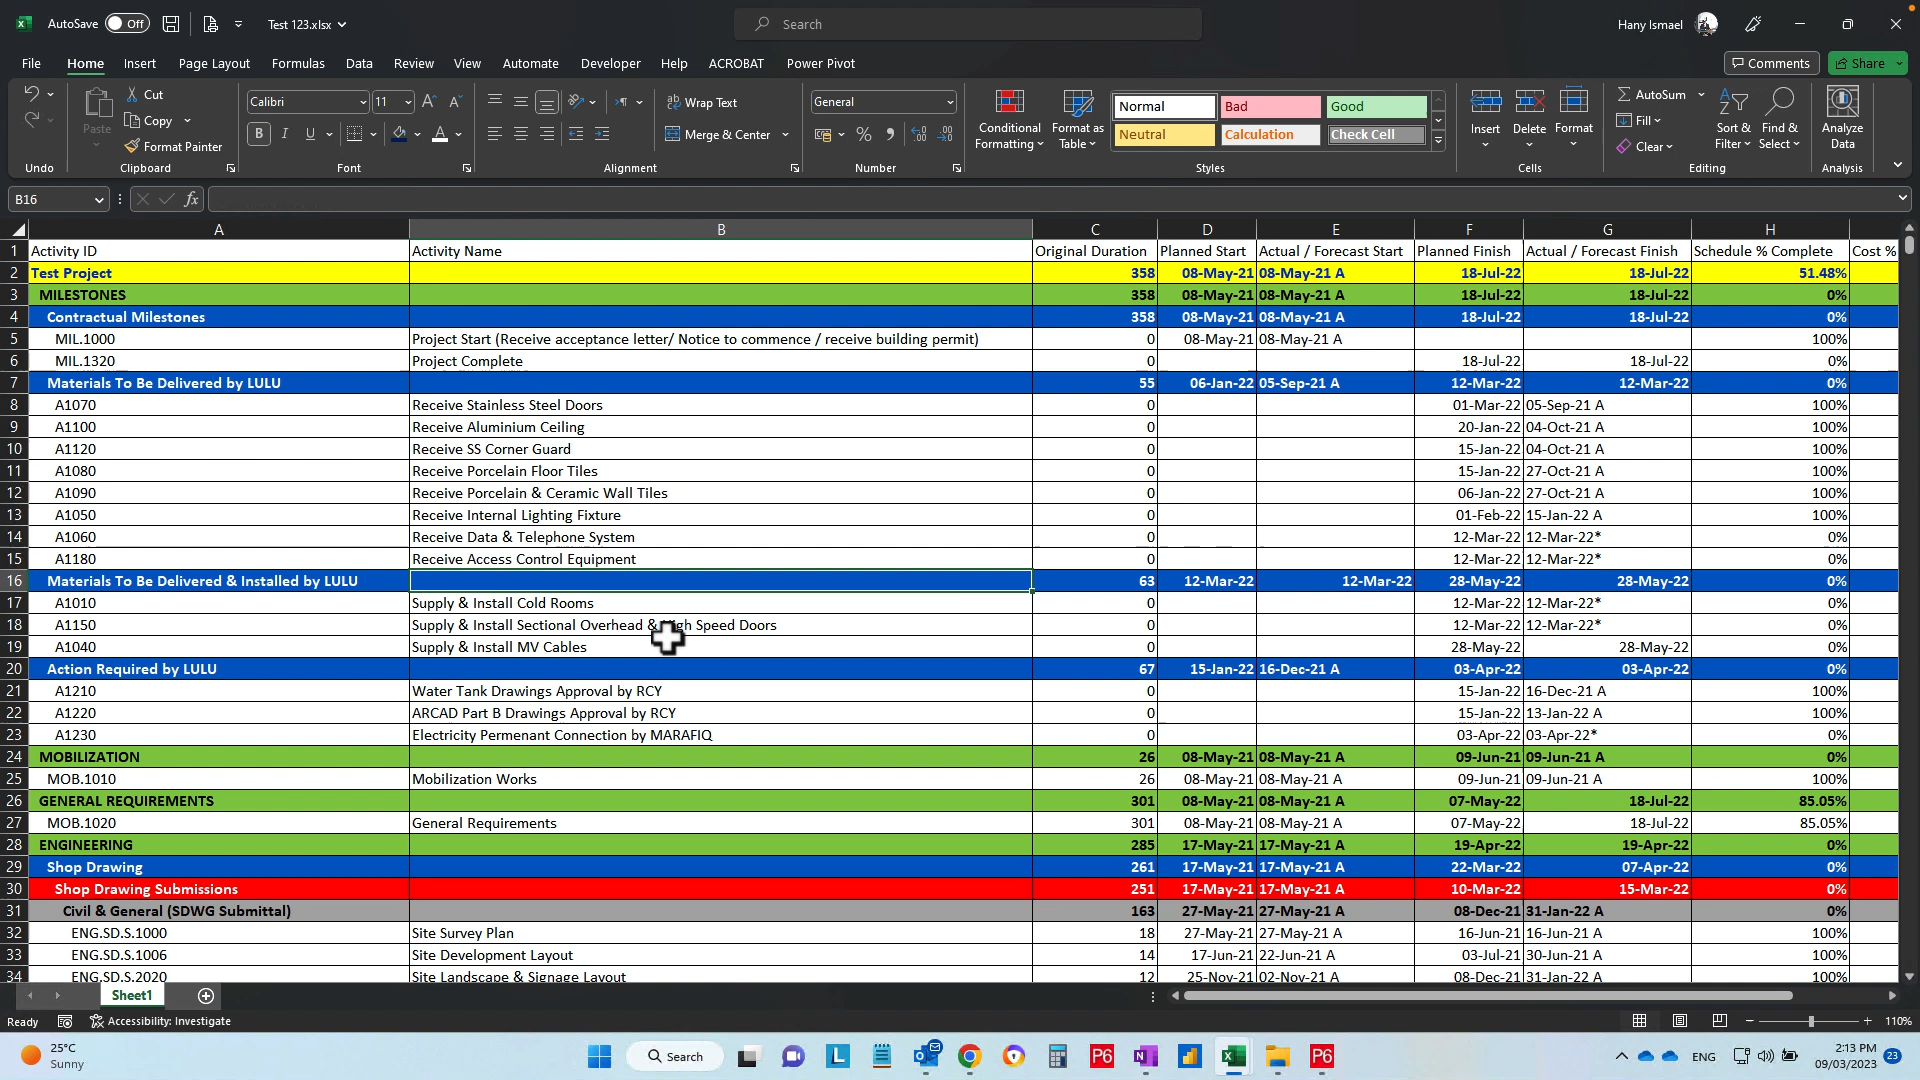 AutoSave Off Test 123.xlsx Search Hany Ismael
File Home Insert Page Layout Formulas Data Review View Automate Developer Help ACROBAT Power Pivot Comments Share
Paste Cut Copy Format Painter
Calibri 11 B I U
Wrap Text Merge & Center
General
Conditional Formatting Format as Table
Normal Bad Good
Neutral Calculation Check Cell
Insert Delete Format
AutoSum Fill Clear
Sort & Filter Find & Select
Analyze Data
Undo Clipboard Font Alignment Number Styles Cells Editing Analysis
B16 fx
A B C D E F G H
1 Activity ID Activity Name Original Duration Planned Start Actual / Forecast Start Planned Finish Actual / Forecast Finish Schedule % Complete Cost %
2 Test Project 358 08-May-21 08-May-21 A 18-Jul-22 18-Jul-22 51.48%
3 MILESTONES 358 08-May-21 08-May-21 A 18-Jul-22 18-Jul-22 0%
4 Contractual Milestones 358 08-May-21 08-May-21 A 18-Jul-22 18-Jul-22 0%
5 MIL.1000 Project Start (Receive acceptance letter/ Notice to commence / receive building permit) 0 08-May-21 08-May-21 A 100%
6 MIL.1320 Project Complete 0 18-Jul-22 18-Jul-22 0%
7 Materials To Be Delivered by LULU 55 06-Jan-22 05-Sep-21 A 12-Mar-22 12-Mar-22 0%
8 A1070 Receive Stainless Steel Doors 0 01-Mar-22 05-Sep-21 A 100%
9 A1100 Receive Aluminium Ceiling 0 20-Jan-22 04-Oct-21 A 100%
10 A1120 Receive SS Corner Guard 0 15-Jan-22 04-Oct-21 A 100%
11 A1080 Receive Porcelain Floor Tiles 0 15-Jan-22 27-Oct-21 A 100%
12 A1090 Receive Porcelain & Ceramic Wall Tiles 0 06-Jan-22 27-Oct-21 A 100%
13 A1050 Receive Internal Lighting Fixture 0 01-Feb-22 15-Jan-22 A 100%
14 A1060 Receive Data & Telephone System 0 12-Mar-22 12-Mar-22* 0%
15 A1180 Receive Access Control Equipment 0 12-Mar-22 12-Mar-22* 0%
16 Materials To Be Delivered & Installed by LULU 63 12-Mar-22 12-Mar-22 28-May-22 28-May-22 0%
17 A1010 Supply & Install Cold Rooms 0 12-Mar-22 12-Mar-22* 0%
18 A1150 Supply & Install Sectional Overhead & Speed Doors 0 12-Mar-22 12-Mar-22* 0%
19 A1040 Supply & Install MV Cables 0 28-May-22 28-May-22 0%
20 Action Required by LULU 67 15-Jan-22 16-Dec-21 A 03-Apr-22 03-Apr-22 0%
21 A1210 Water Tank Drawings Approval by RCY 0 15-Jan-22 16-Dec-21 A 100%
22 A1220 ARCAD Part B Drawings Approval by RCY 0 15-Jan-22 13-Jan-22 A 100%
23 A1230 Electricity Permenant Connection by MARAFIQ 0 03-Apr-22 03-Apr-22* 0%
24 MOBILIZATION 26 08-May-21 08-May-21 A 09-Jun-21 09-Jun-21 A 0%
25 MOB.1010 Mobilization Works 26 08-May-21 08-May-21 A 09-Jun-21 09-Jun-21 A 100%
26 GENERAL REQUIREMENTS 301 08-May-21 08-May-21 A 07-May-22 18-Jul-22 85.05%
27 MOB.1020 General Requirements 301 08-May-21 08-May-21 A 07-May-22 18-Jul-22 85.05%
28 ENGINEERING 285 17-May-21 17-May-21 A 19-Apr-22 19-Apr-22 0%
29 Shop Drawing 261 17-May-21 17-May-21 A 22-Mar-22 07-Apr-22 0%
30 Shop Drawing Submissions 251 17-May-21 17-May-21 A 10-Mar-22 15-Mar-22 0%
31 Civil & General (SDWG Submittal) 163 27-May-21 27-May-21 A 08-Dec-21 31-Jan-22 A 0%
32 ENG.SD.S.1000 Site Survey Plan 18 27-May-21 27-May-21 A 16-Jun-21 16-Jun-21 A 100%
33 ENG.SD.S.1006 Site Development Layout 14 17-Jun-21 22-Jun-21 A 03-Jul-21 30-Jun-21 A 100%
34 ENG.SD.S.2020 Site Landscape & Signage Layout 12 25-Nov-21 02-Nov-21 A 08-Dec-21 31-Jan-22 A 100%
Sheet1
Ready Accessibility: Investigate 110%
25°C
Sunny
Search L P6 P6 ENG 2:13 PM
09/03/2023 23